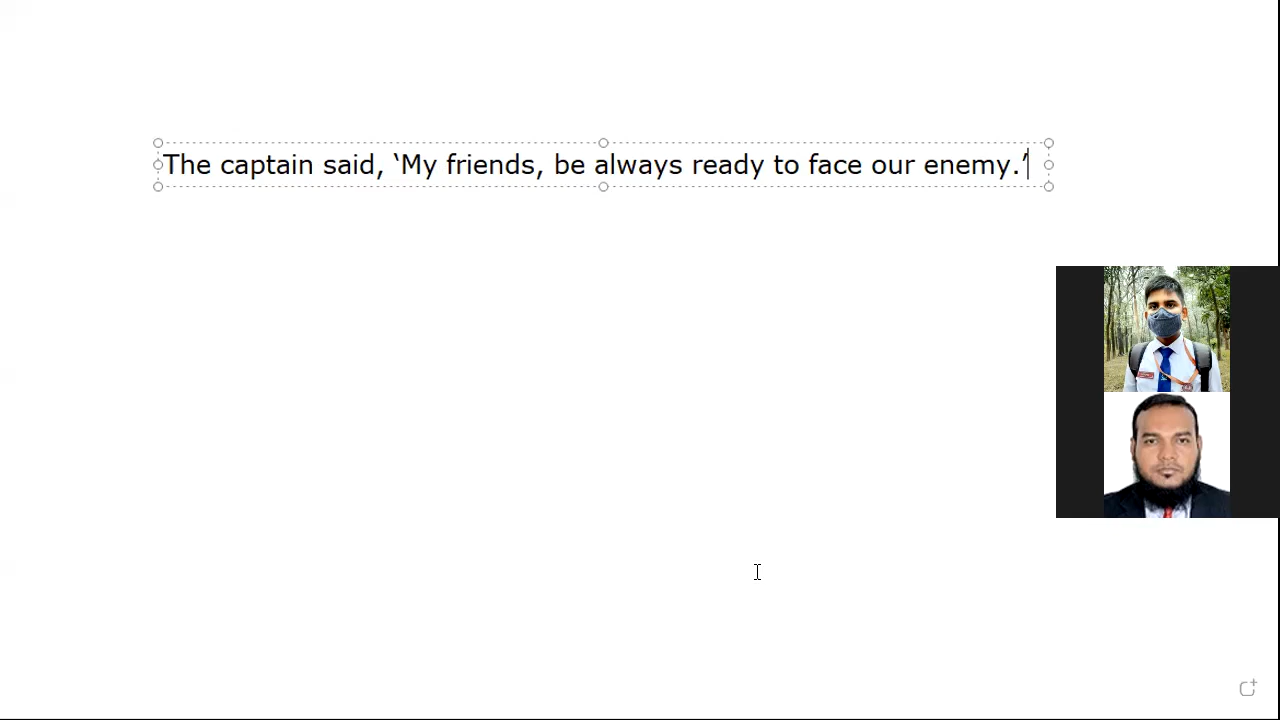 The captain said, ‘My friends, be always ready to face our enemy.’